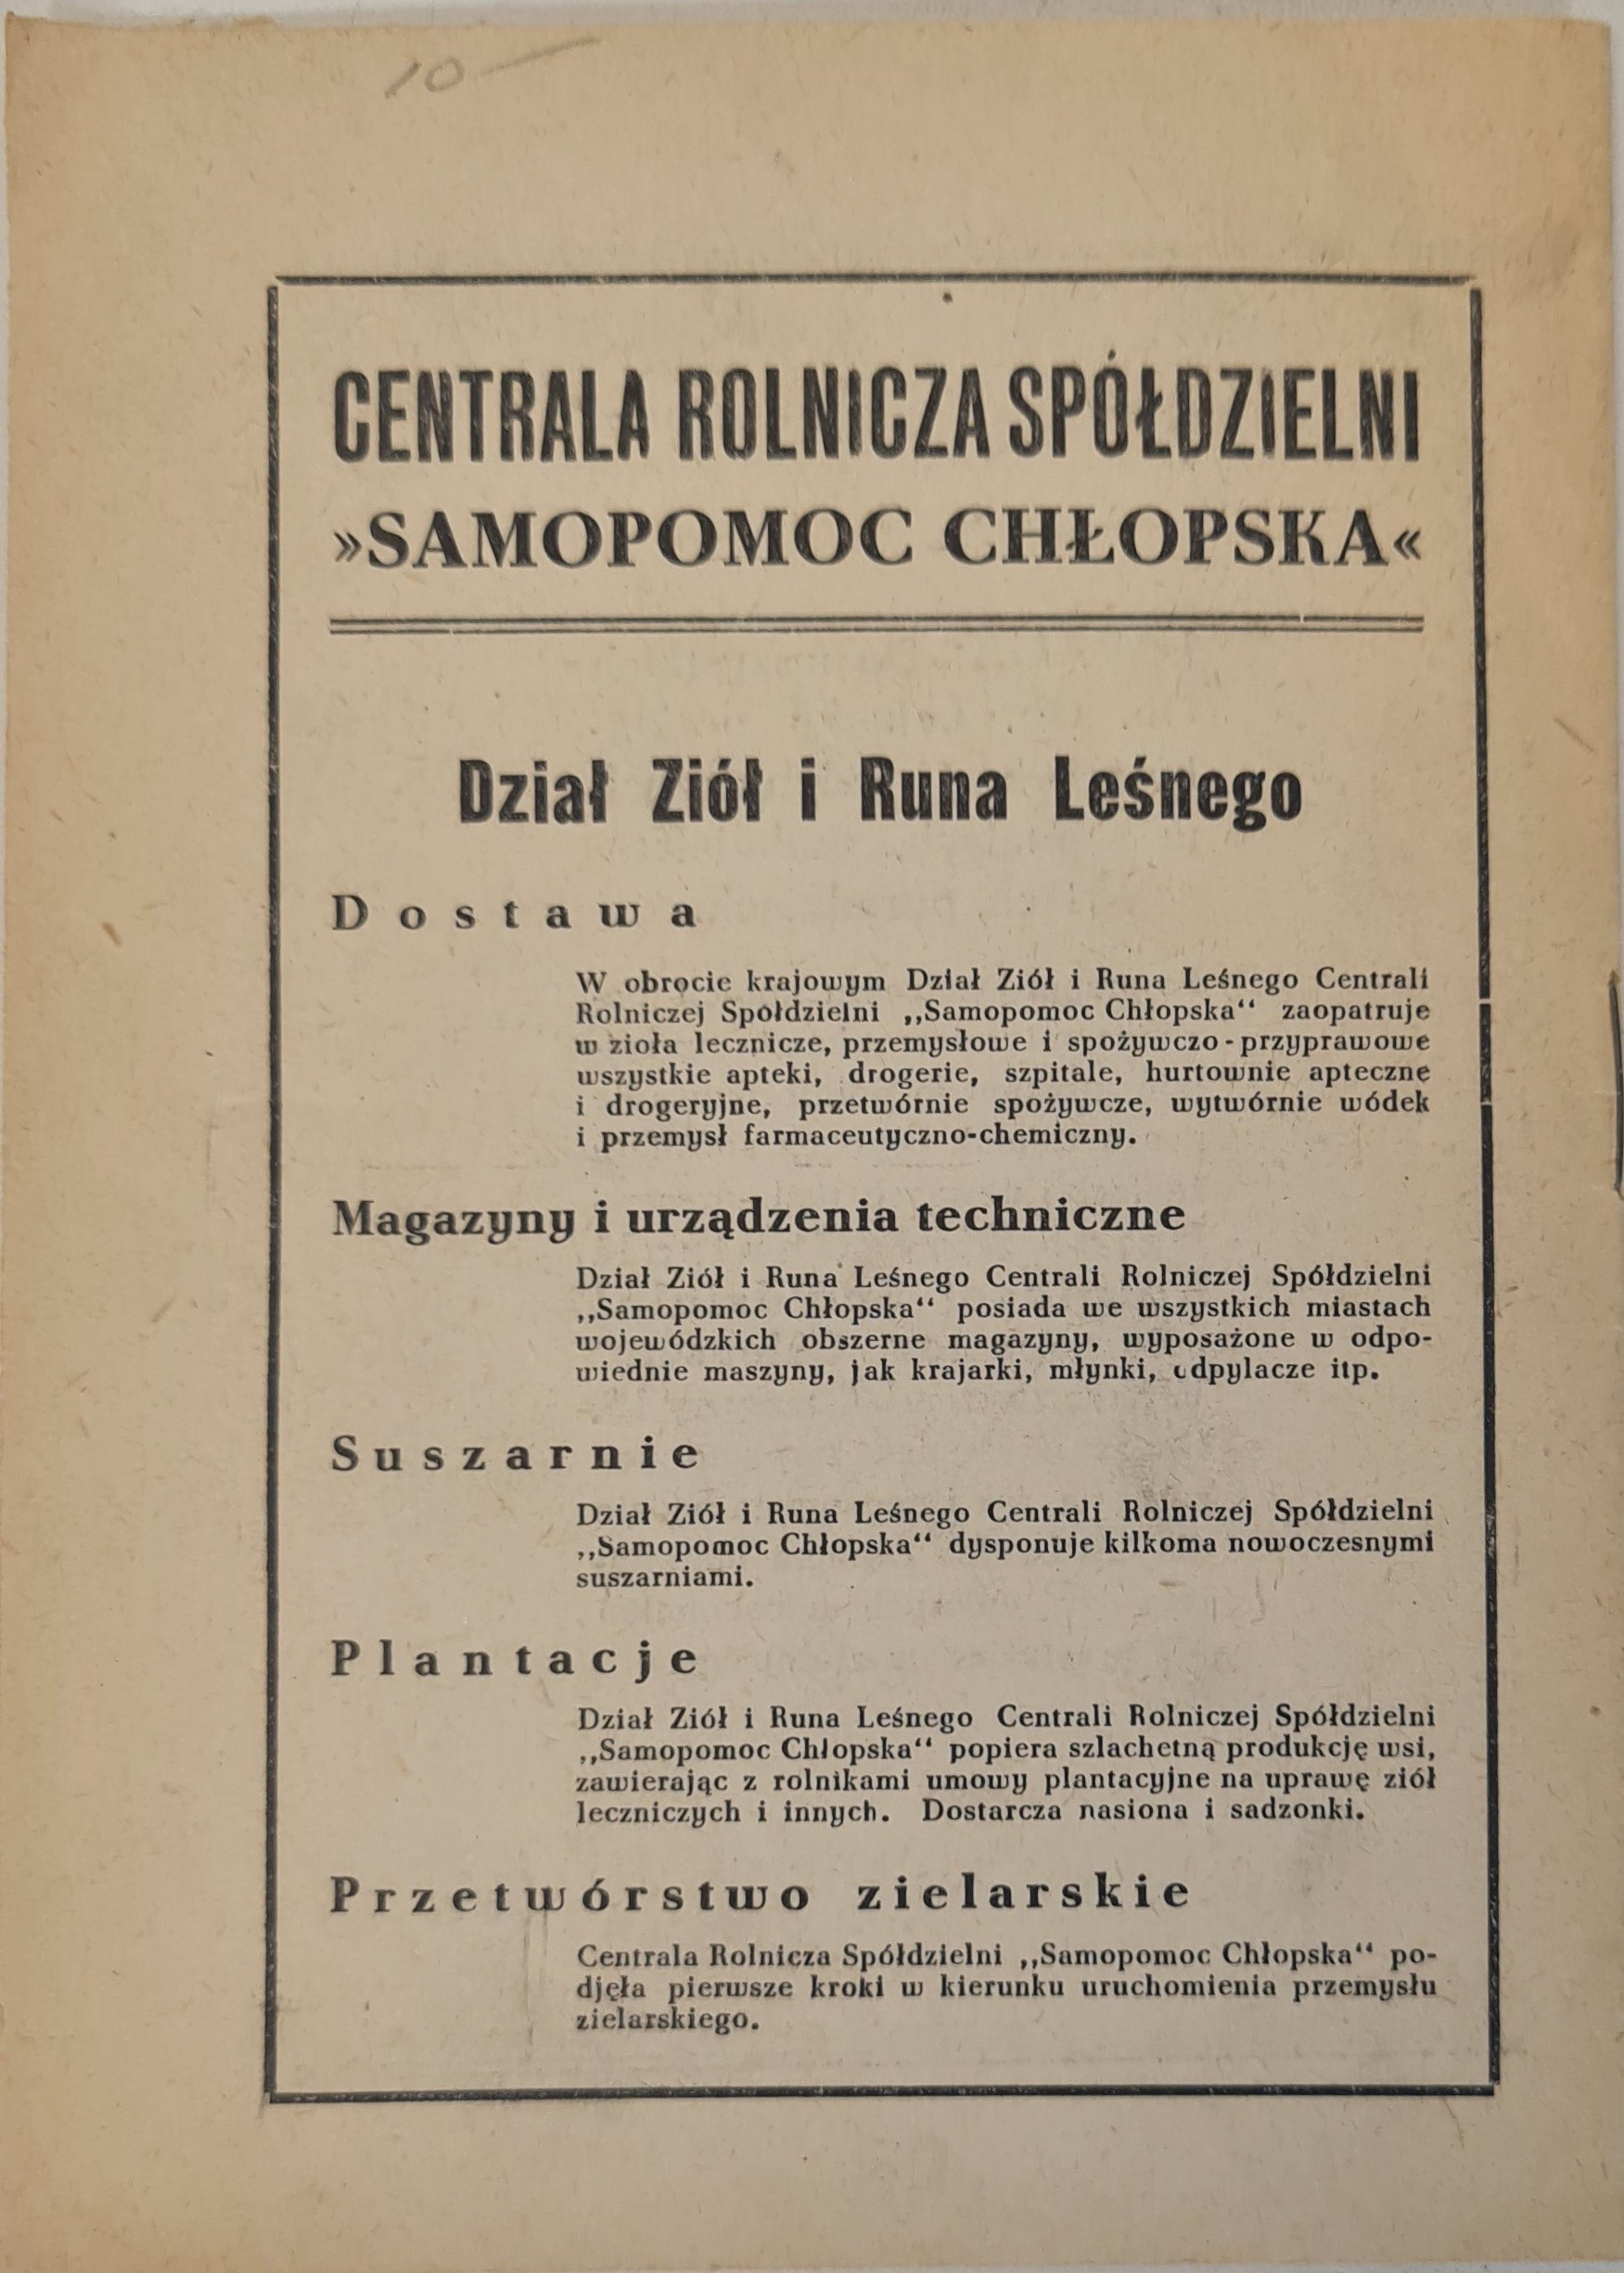 10 —
CENTRALA ROLNICZA SPÓŁDZIELNI
»SAMOPOMOC CHŁOPSKA«
Dział Ziół i Runa Leśnego
Dostawa
W obrocie krajowym Dział Ziół i Runa Leśnego Centrali
Rolniczej Spółdzielni ,,Samopomoc Chłopska“ zaopatruje
w zioła lecznicze, przemysłowe i spożywczo-przyprawowe
wszystkie apteki, drogerie, szpitale, hurtownie apteczne
i drogeryjne, przetwórnie spożywcze, wytwórnie wódek
i przemysł farmaceutyczno-chemiczny.
Magazyny i urządzenia techniczne
Dział Ziół i Runa Leśnego Centrali Rolniczej Spółdzielni
,,Samopomoc Chłopska“ posiada we wszystkich miastach
wojewódzkich obszerne magazyny, wyposażone w odpo-
wiednie maszyny, jak krajarki, młynki, odpylacze itp.
Suszarnie
Dział Ziół i Runa Leśnego Centrali Rolniczej Spółdzielni
,,Samopomoc Chłopska“ dysponuje kilkoma nowoczesnymi
suszarniami.
Plantacje
Dział Ziół i Runa Leśnego Centrali Rolniczej Spółdzielni
,,Samopomoc Chłopska“ popiera szlachetną produkcję wsi,
zawierając z rolnikami umowy plantacyjne na uprawę ziół
leczniczych i innych. Dostarcza nasiona i sadzonki.
Przetwórstwo zielarskie
Centrala Rolnicza Spółdzielni ,,Samopomoc Chłopska“ po-
djęła pierwsze kroki w kierunku uruchomienia przemysłu
zielarskiego.